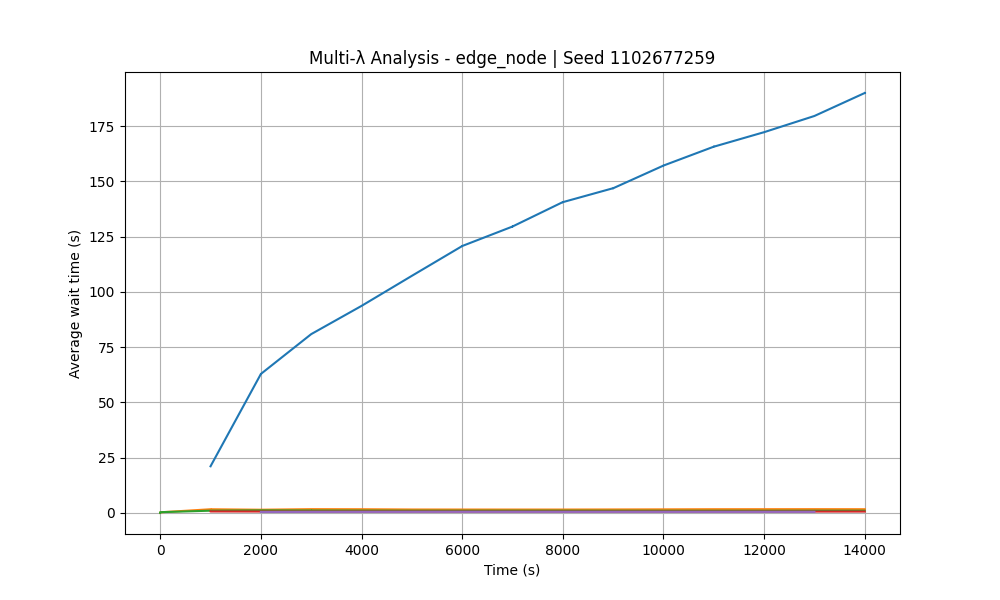 Multi-λ Analysis - edge_node | Seed 1102677259
Average wait time (s)
175
150
125
100
75
50
25
0
0 2000 4000 6000 8000 10000 12000 14000
Time (s)